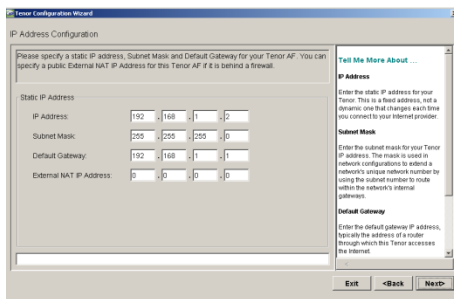 Tenor Configuration Wizard
IP Address Configuration
Please specify a static IP address, Subnet Mask and Default Gateway for your Tenor AF. You can
specify a public External NAT IP Address for this Tenor AF if it is behind a firewall.
Static IP Address
IP Address: 192 . 168 . 1 . 2
Subnet Mask: 255 . 255 . 255 . 0
Default Gateway: 192 . 168 . 1 . 1
External NAT IP Address: 0 . 0 . 0 . 0
Tell Me More About ...
IP Address
Enter the static IP address for your
Tenor. This is a fixed address, not a
dynamic one that changes each time
you connect to your Internet provider.
Subnet Mask
Enter the subnet mask for your Tenor
IP address. The mask is used in
network configurations to extend a
network's unique network number by
using the subnet number to route
within the network's internal
gateways.
Default Gateway
Enter the default gateway IP address,
typically the address of a router
through which this Tenor accesses
the Internet.
Exit <Back Next>